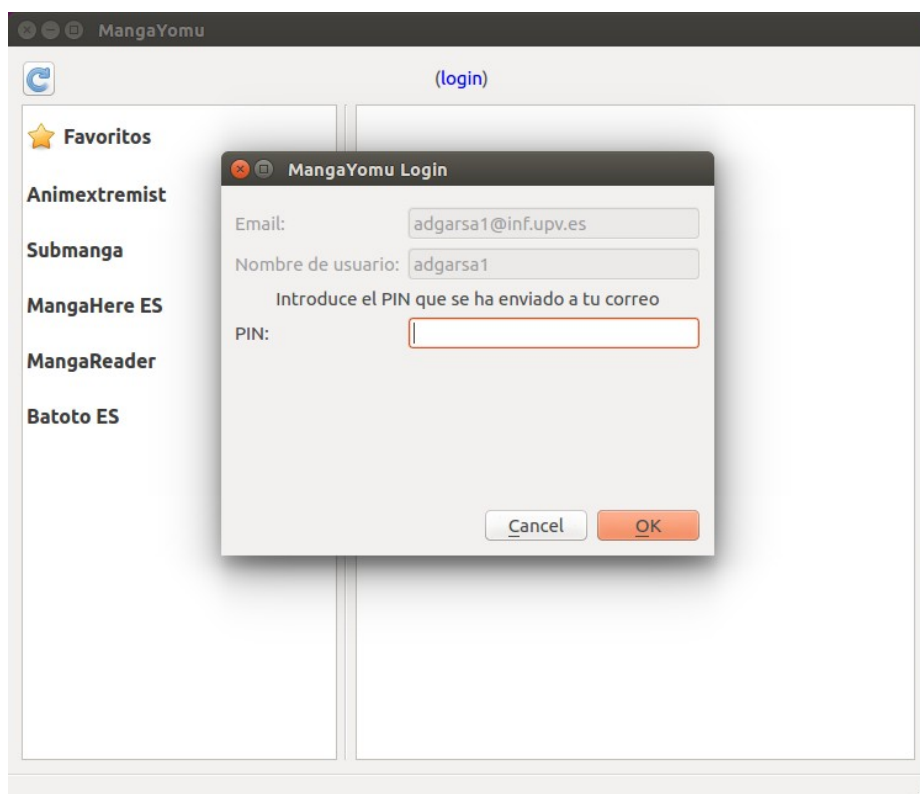 MangaYomu
(login)
Favoritos
Animextremist
Submanga
MangaHere ES
MangaReader
Batoto ES
MangaYomu Login
Email: adgarsa1@inf.upv.es
Nombre de usuario: adgarsa1
Introduce el PIN que se ha enviado a tu correo
PIN:
Cancel OK